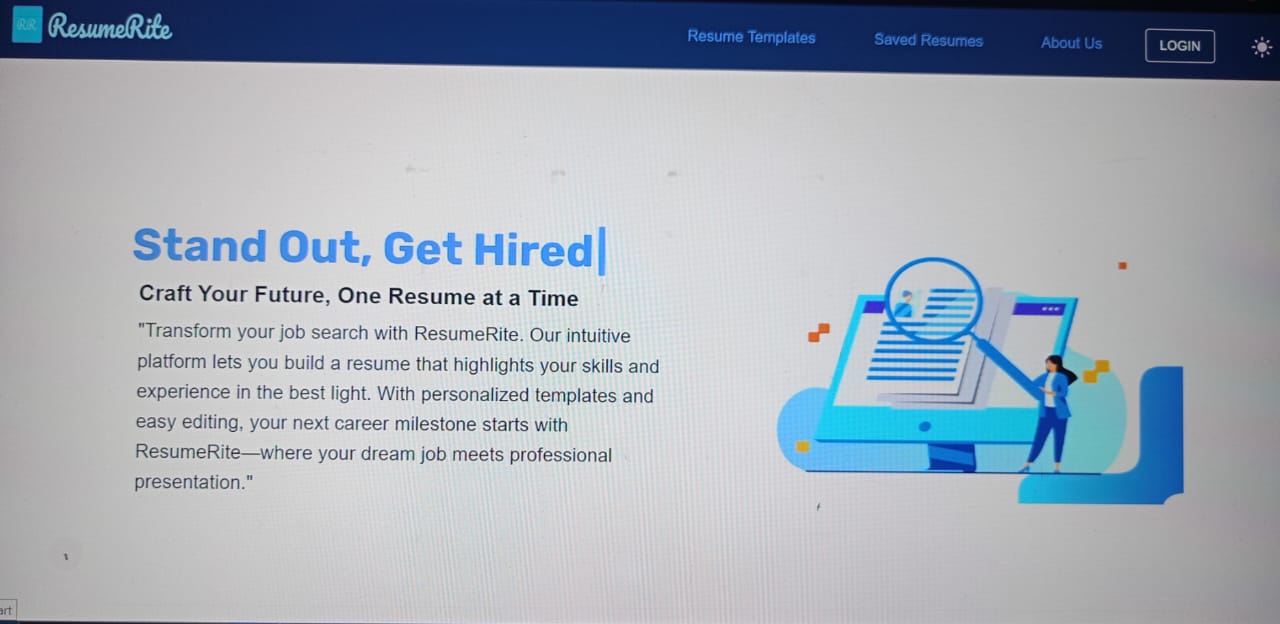 RR ResumeRite
Resume Templates
Saved Resumes
About Us
LOGIN
Stand Out, Get Hired|
Craft Your Future, One Resume at a Time
"Transform your job search with ResumeRite. Our intuitive
platform lets you build a resume that highlights your skills and
experience in the best light. With personalized templates and
easy editing, your next career milestone starts with
ResumeRite—where your dream job meets professional
presentation."
art